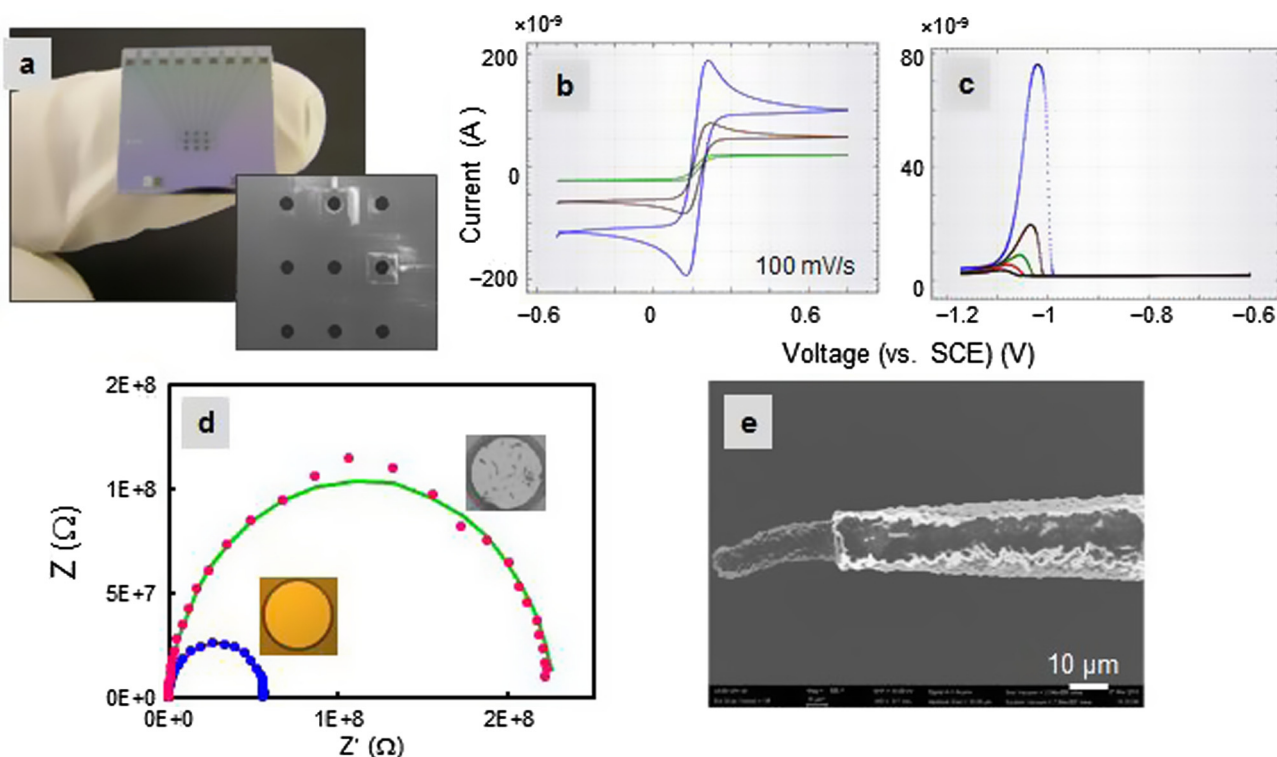 a
×10⁻⁹
200
0
−200
Current (A)
b
100 mV/s
−0.6
0
0.6
×10⁻⁹
80
40
0
c
−1.2
−1
−0.8
−0.6
Voltage (vs. SCE) (V)
2E+8
1E+8
5E+7
0E+0
Z (Ω)
d
0E+0
1E+8
2E+8
Z' (Ω)
e
10 µm